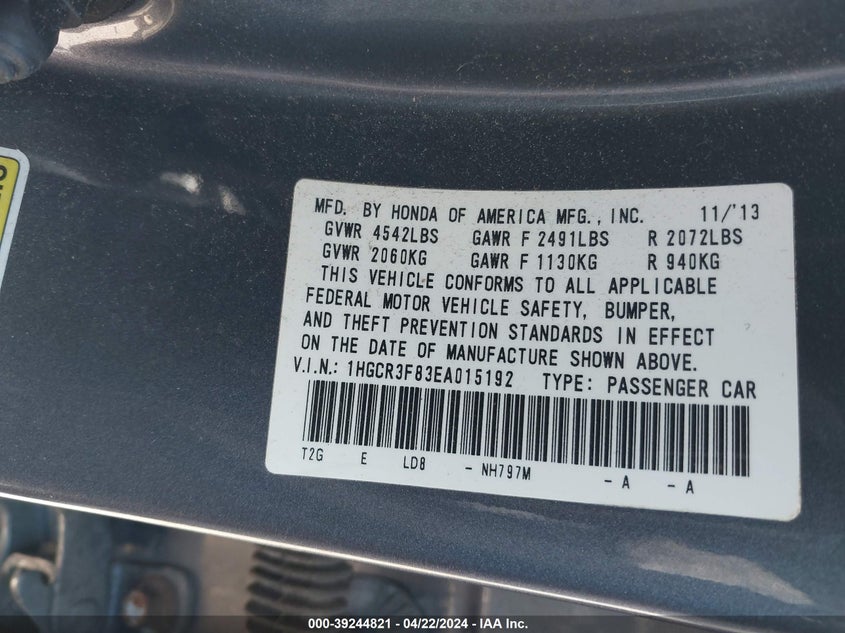 MFD. BY HONDA OF AMERICA MFG., INC. 11/'13
GVWR 4542LBS GAWR F 2491LBS R 2072LBS
GVWR 2060KG GAWR F 1130KG R 940KG
THIS VEHICLE CONFORMS TO ALL APPLICABLE
FEDERAL MOTOR VEHICLE SAFETY, BUMPER,
AND THEFT PREVENTION STANDARDS IN EFFECT
ON THE DATE OF MANUFACTURE SHOWN ABOVE.
V.I.N.: 1HGCR3F83EA015192 TYPE: PASSENGER CAR
T2G E LD8 - NH797M - A - A
000-39244821 - 04/22/2024 - IAA Inc.